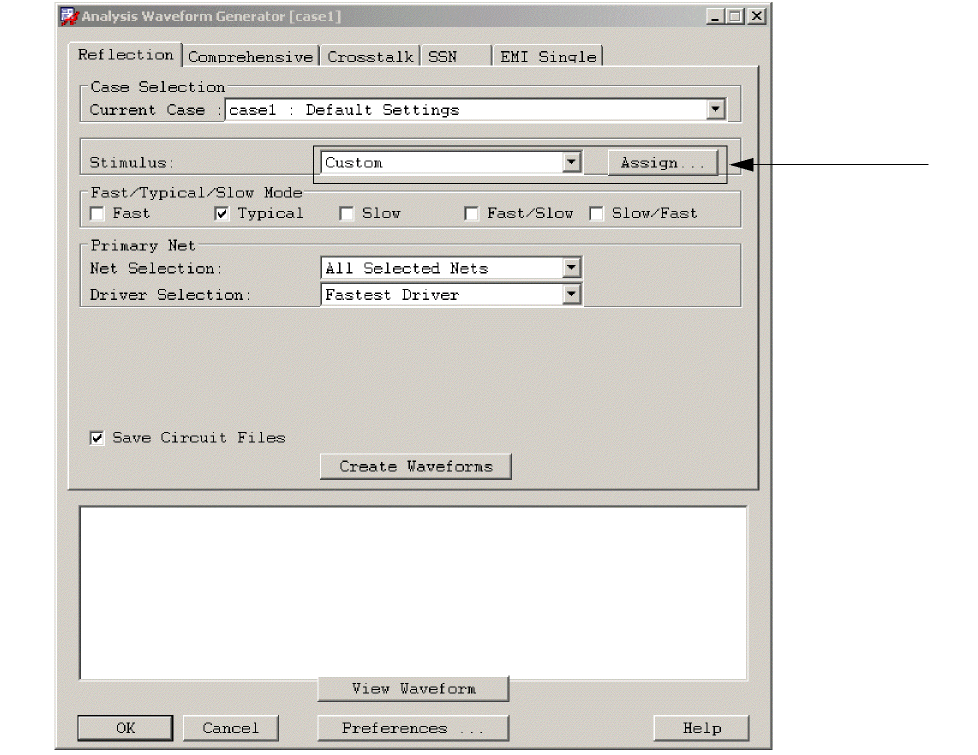 Analysis Waveform Generator [case1]
Reflection Comprehensive Crosstalk SSN EMI Single
Case Selection
Current Case : case1 : Default Settings
Stimulus: Custom Assign...
Fast/Typical/Slow Mode
Fast Typical Slow Fast/Slow Slow/Fast
Primary Net
Net Selection: All Selected Nets
Driver Selection: Fastest Driver
Save Circuit Files
Create Waveforms
View Waveform
OK Cancel Preferences ... Help